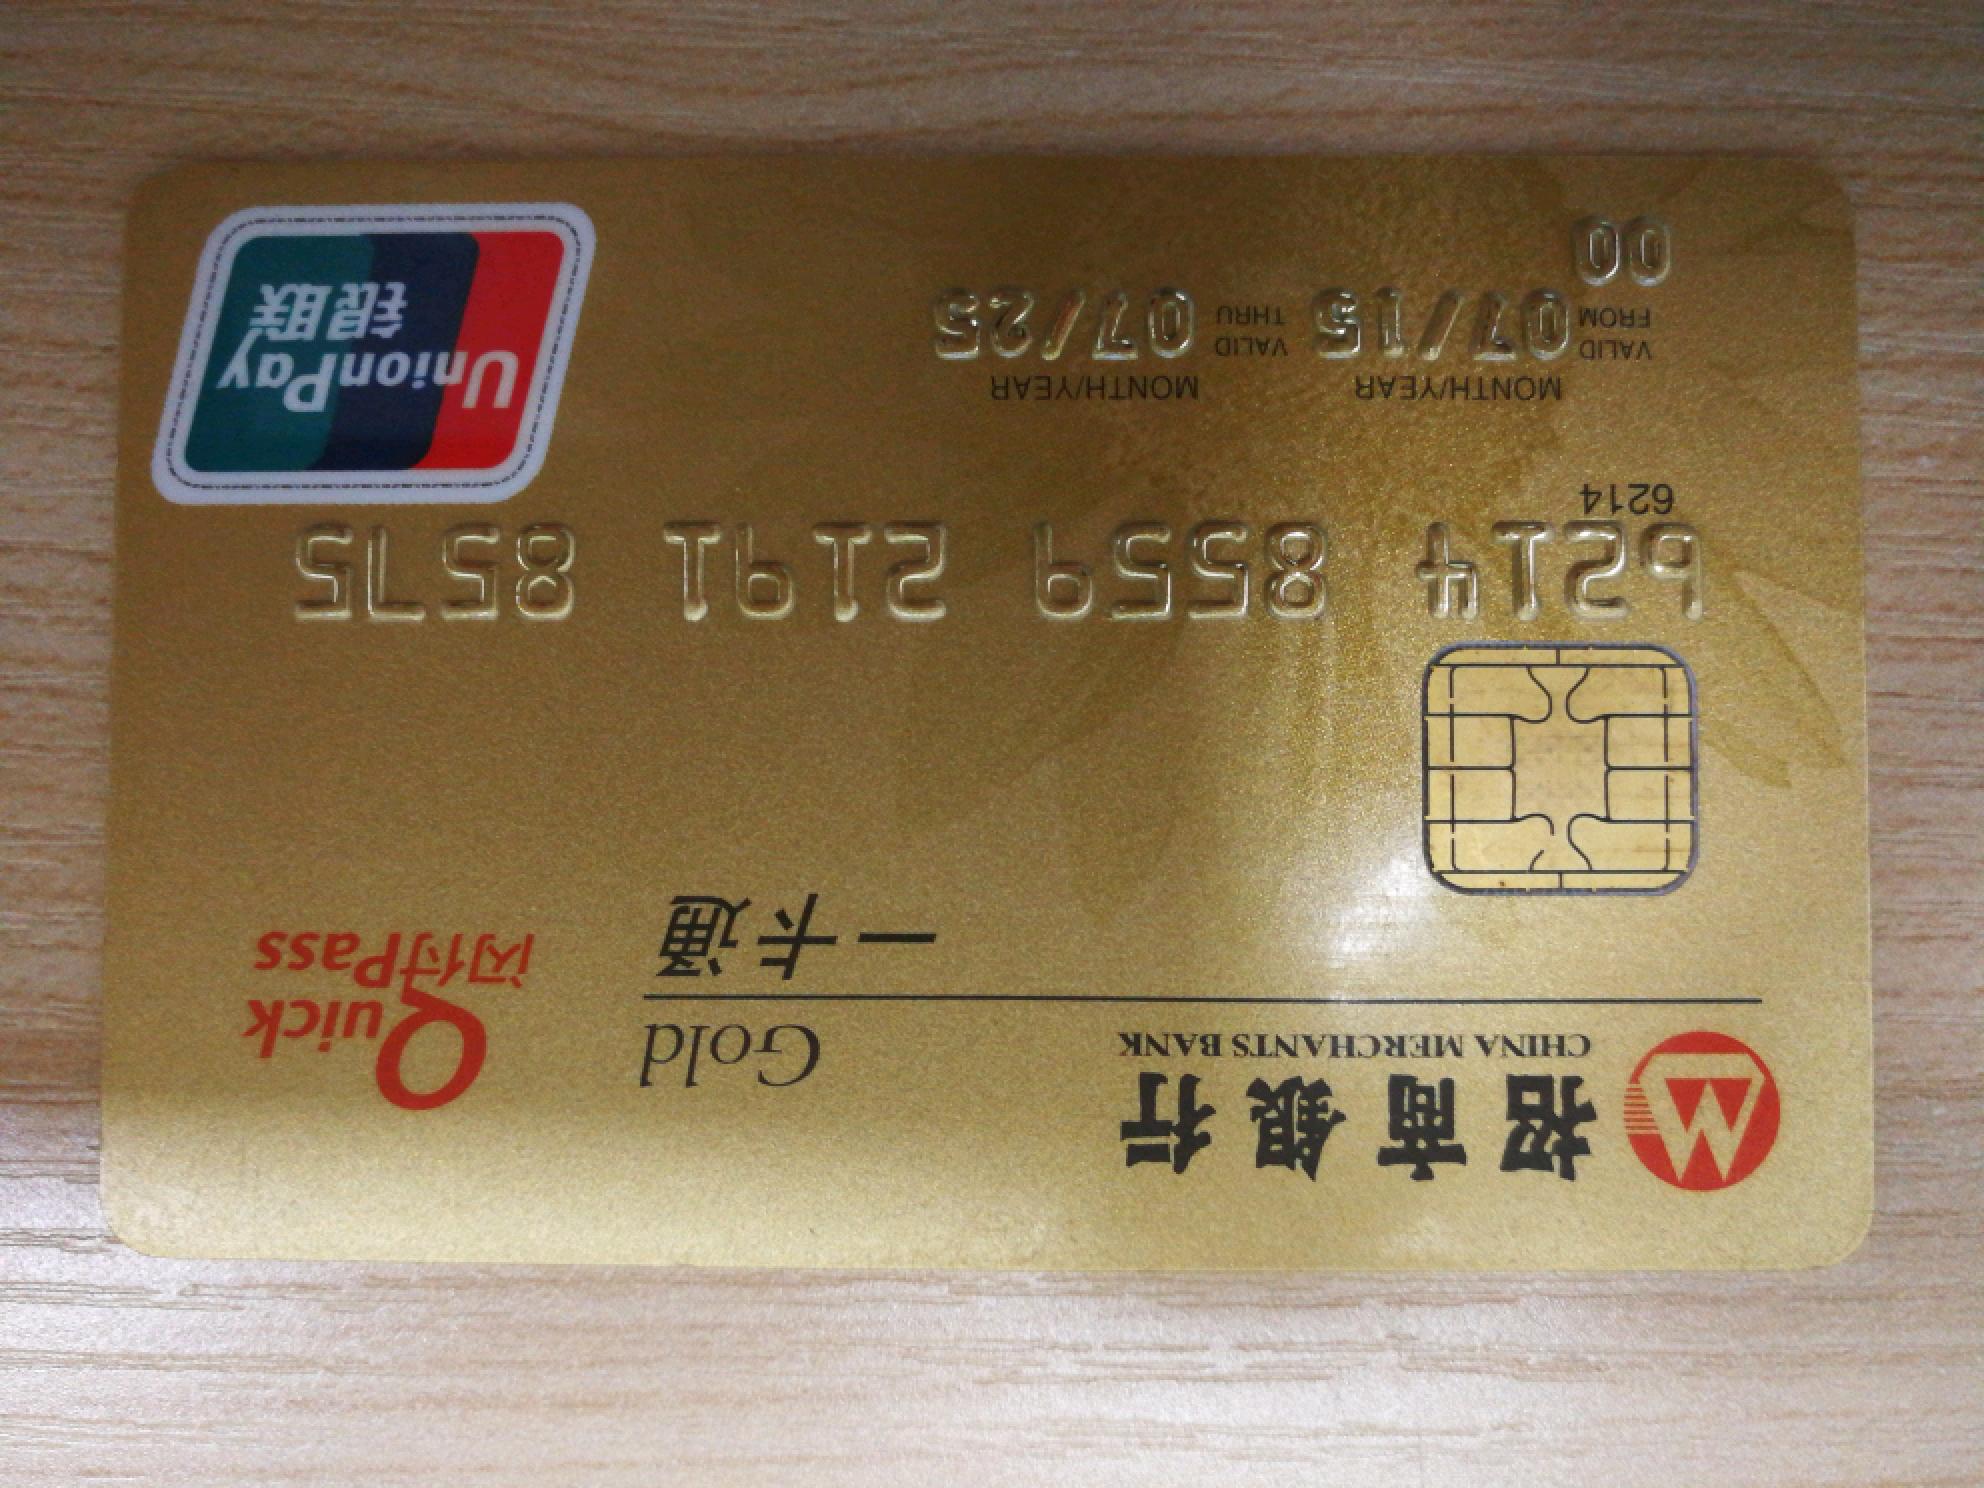 招商银行
CHINA MERCHANTS BANK
Gold
一卡通
Quick
闪付Pass
6214 8559 2191 8575
6214
MONTH/YEAR MONTH/YEAR
VALID FROM 07/15 VALID THRU 07/25
00
UnionPay
银联